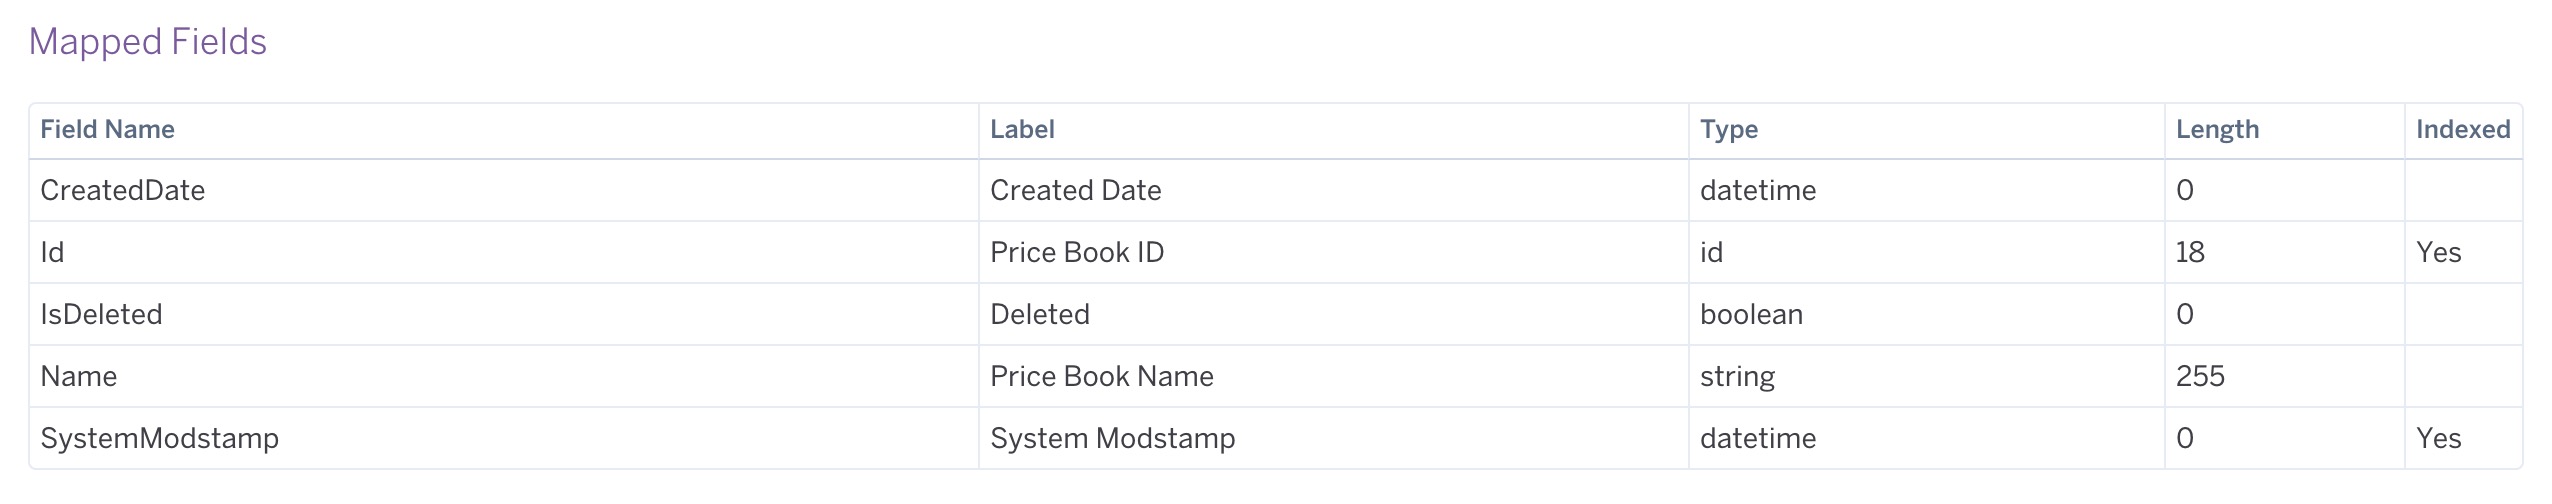 Mapped Fields
Field Name Label Type Length Indexed
CreatedDate Created Date datetime 0
Id Price Book ID id 18 Yes
IsDeleted Deleted boolean 0
Name Price Book Name string 255
SystemModstamp System Modstamp datetime 0 Yes